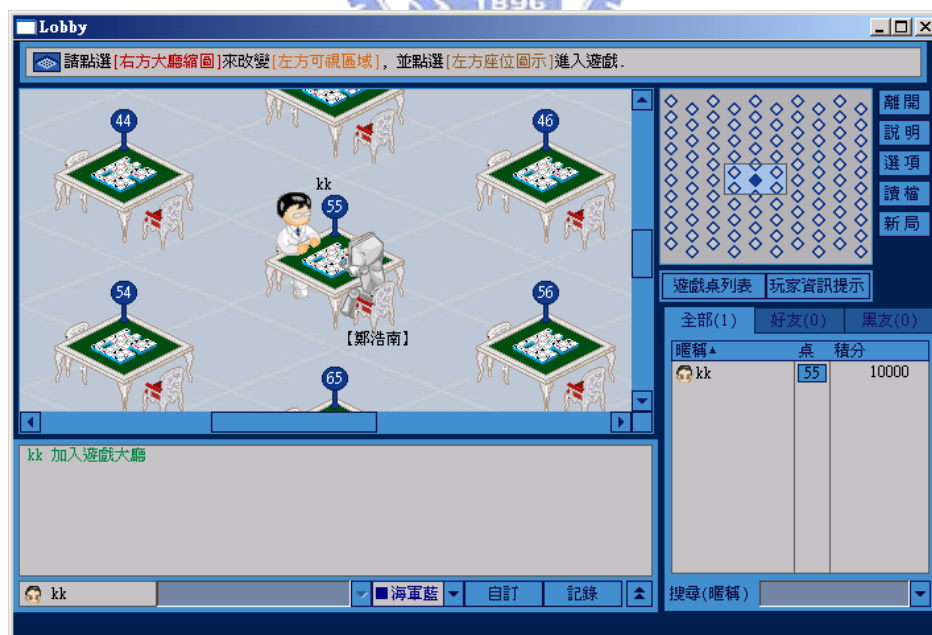 1896
Lobby
請點選[右方大廳縮圖]來改變[左方可視區域], 並點選[左方座位圖示]進入遊戲.
44
46
kk
55
54
56
【鄭浩南】
65
離開
說明
選項
讀檔
新局
遊戲桌列表
玩家資訊提示
全部(1)
好友(0)
黑友(0)
暱稱▲ 桌 積分
kk 55 10000
kk 加入遊戲大廳
kk
■海軍藍
自訂
記錄
搜尋(暱稱)